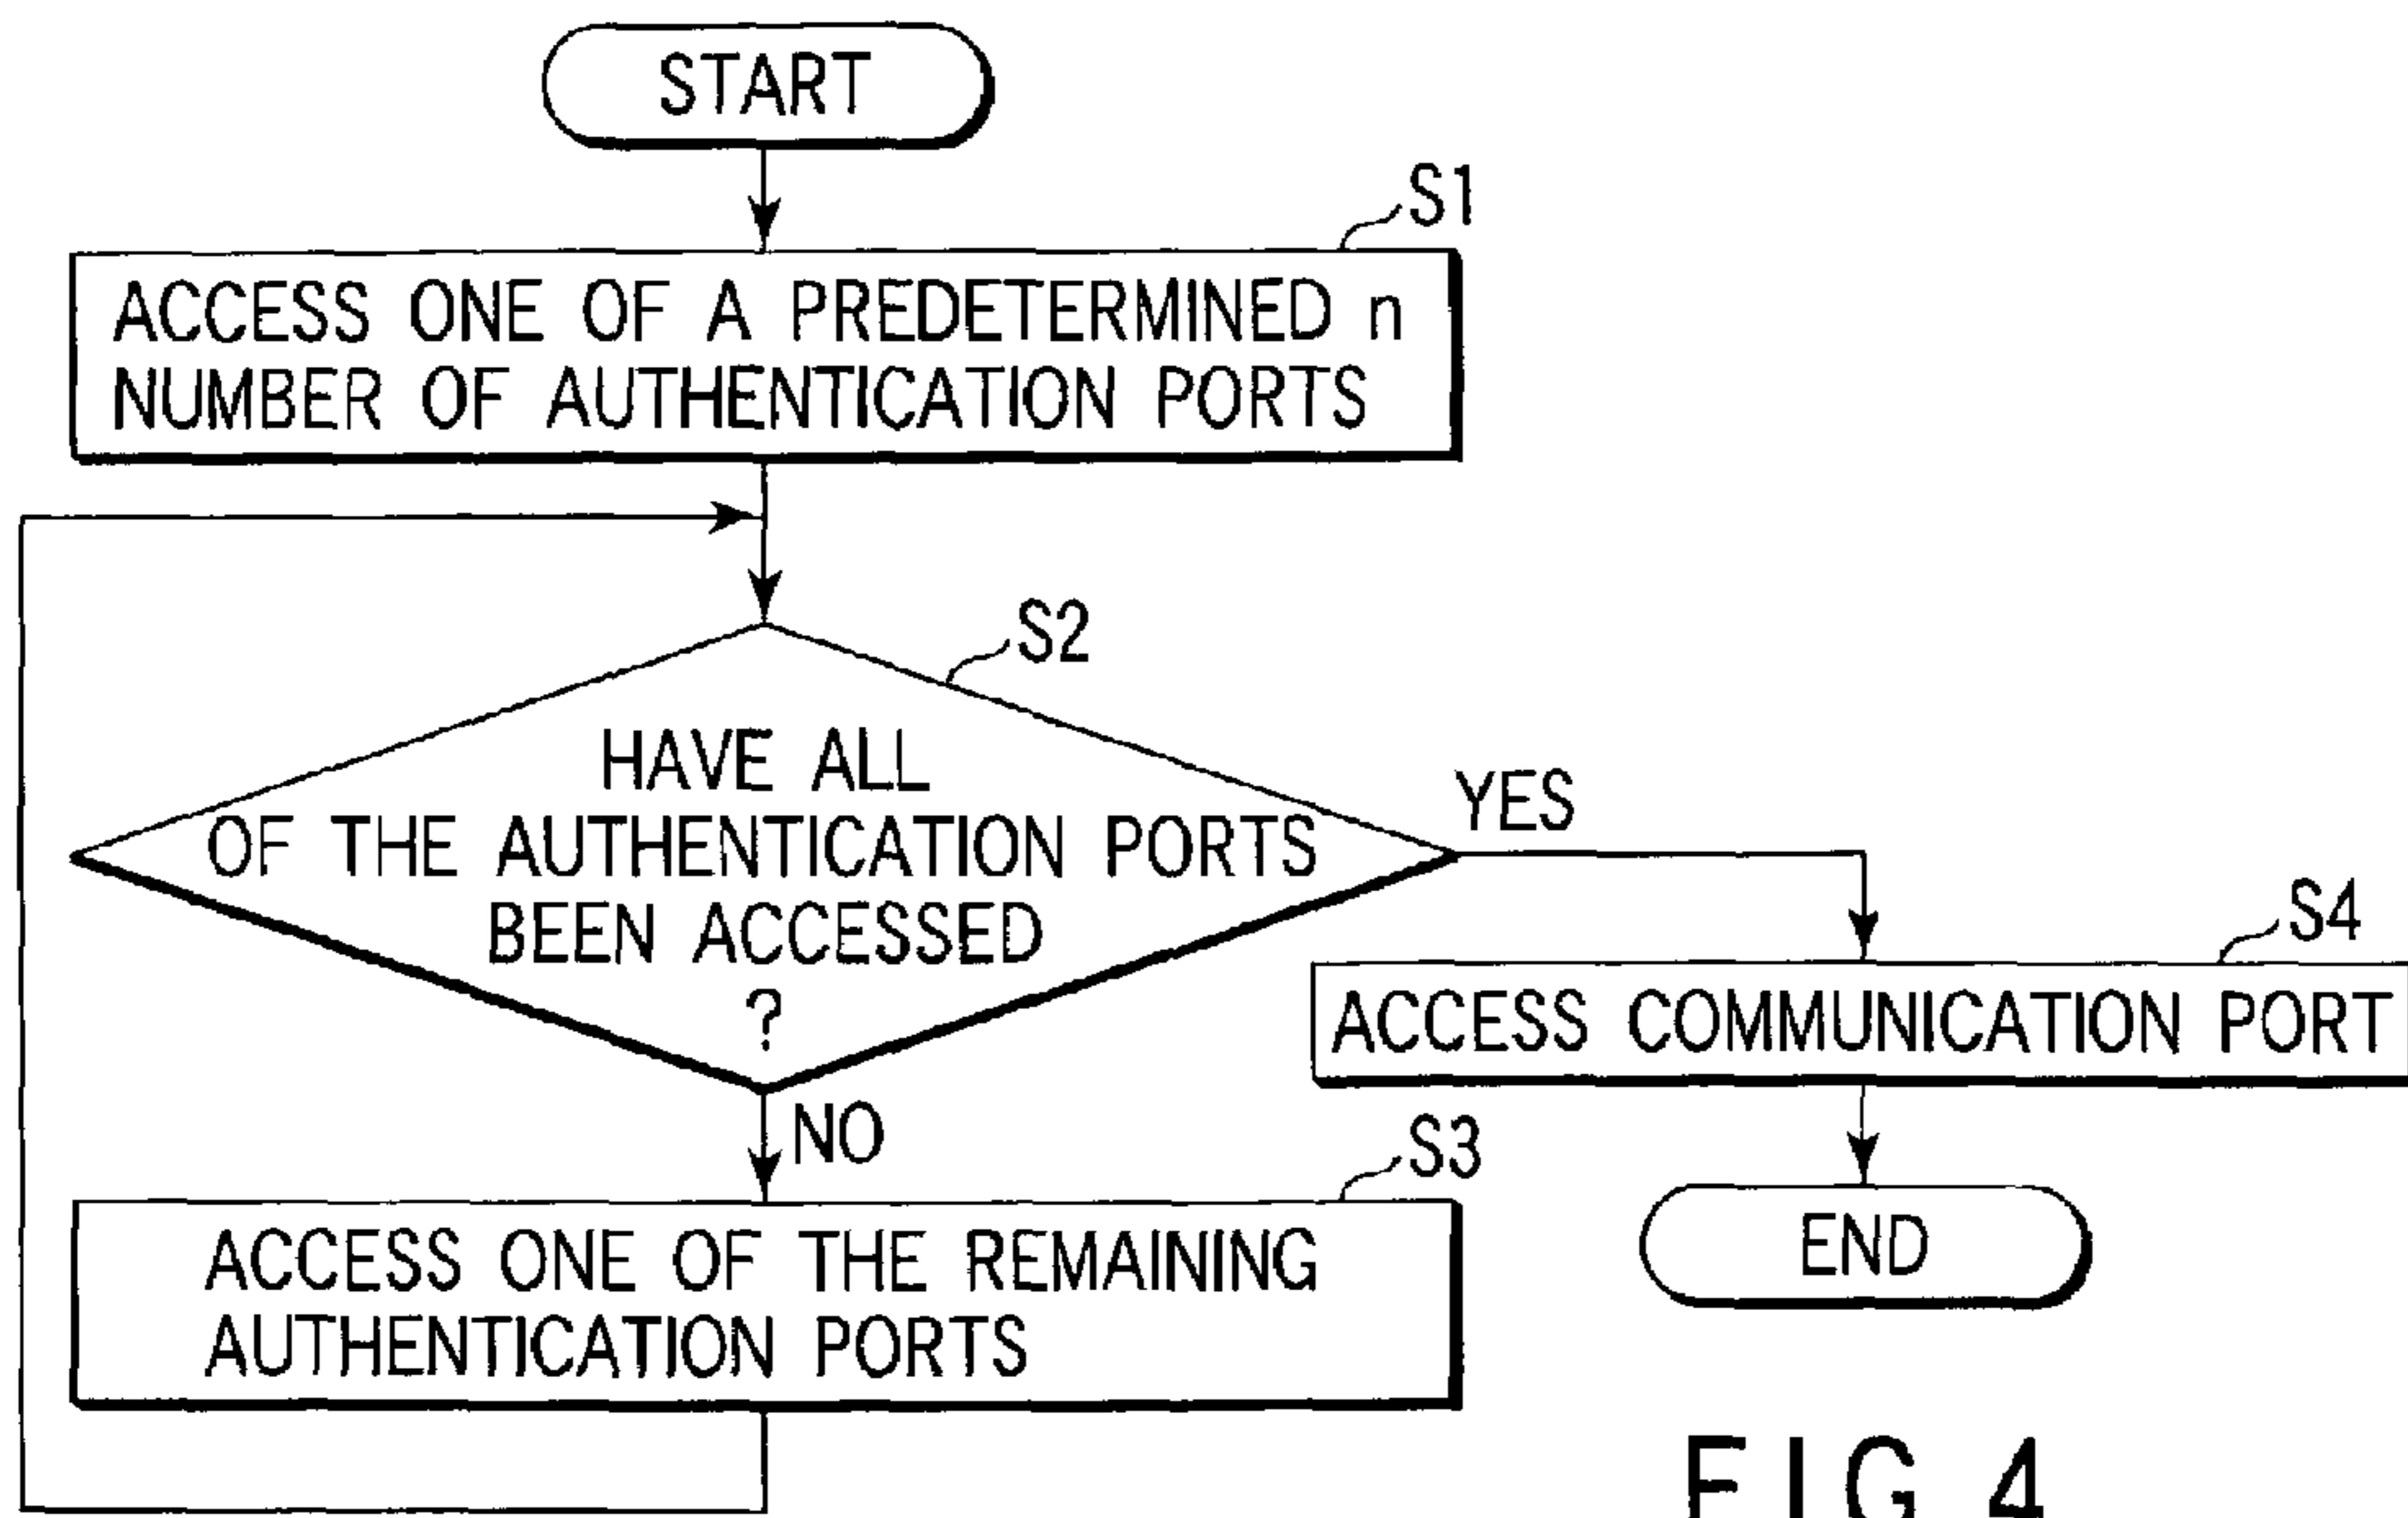 START
S1
ACCESS ONE OF A PREDETERMINED n
NUMBER OF AUTHENTICATION PORTS
S2
HAVE ALL
OF THE AUTHENTICATION PORTS
BEEN ACCESSED
?
YES
NO
S4
ACCESS COMMUNICATION PORT
END
S3
ACCESS ONE OF THE REMAINING
AUTHENTICATION PORTS
FIG 4